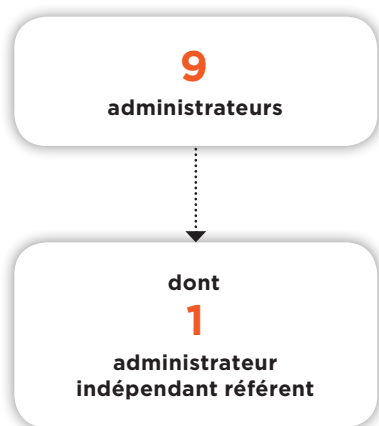 9
administrateurs
dont
1
administrateur
indépendant référent